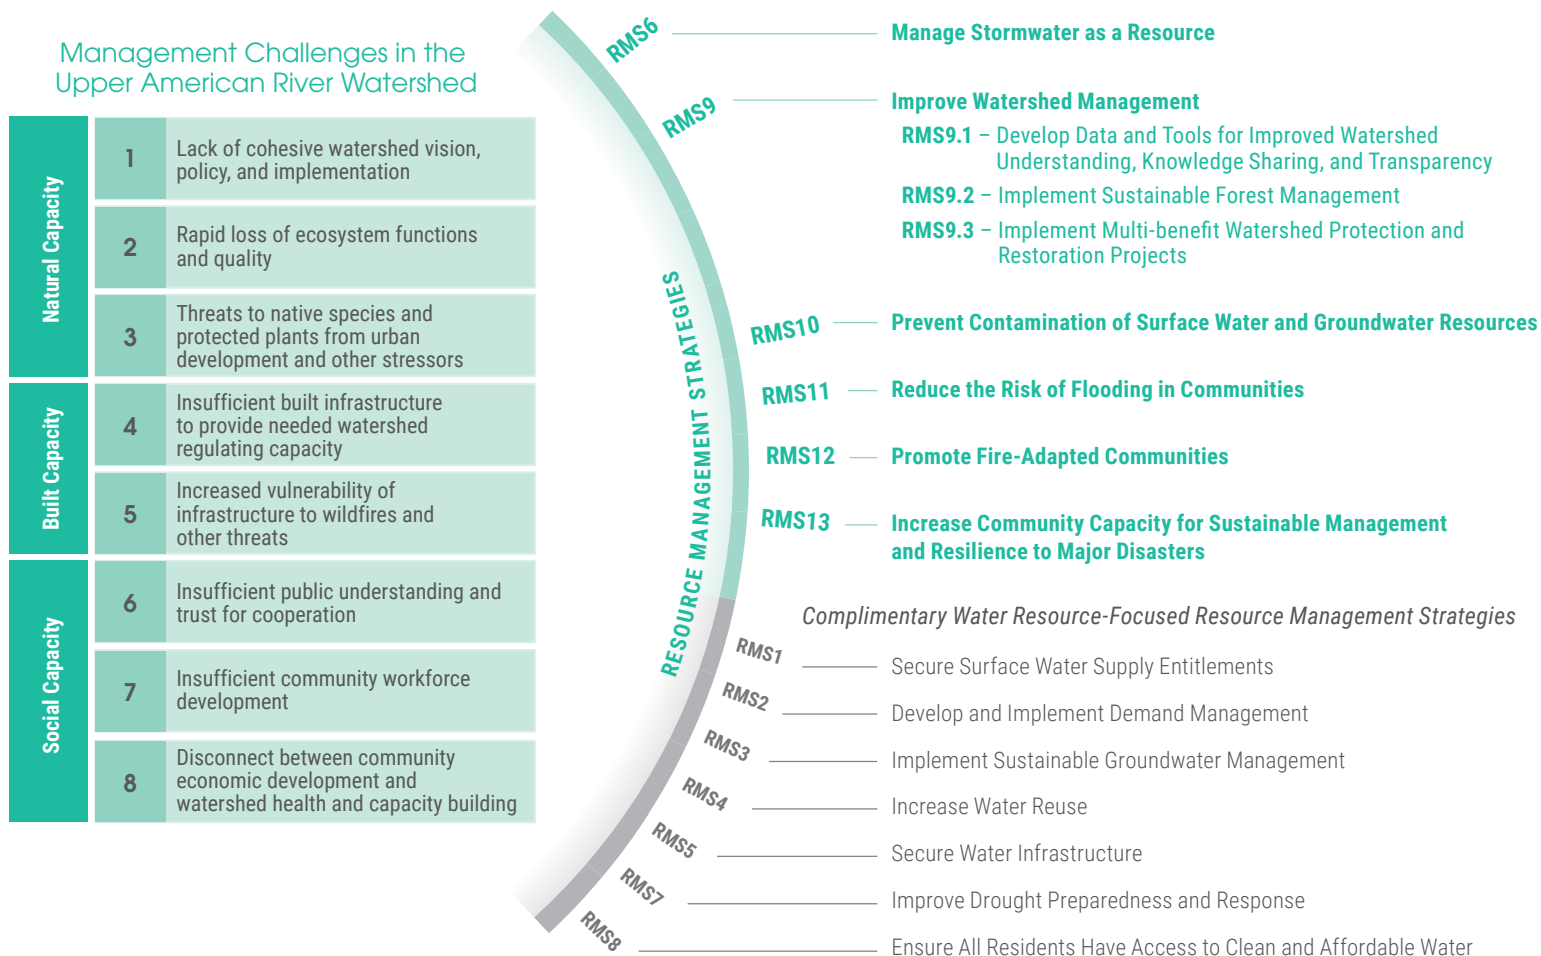 Management Challenges in the
Upper American River Watershed
Natural Capacity
1
Lack of cohesive watershed vision,
policy, and implementation
2
Rapid loss of ecosystem functions
and quality
3
Threats to native species and
protected plants from urban
development and other stressors
Built Capacity
4
Insufficient built infrastructure
to provide needed watershed
regulating capacity
5
Increased vulnerability of
infrastructure to wildfires and
other threats
Social Capacity
6
Insufficient public understanding and
trust for cooperation
7
Insufficient community workforce
development
8
Disconnect between community
economic development and
watershed health and capacity building
RESOURCE MANAGEMENT STRATEGIES
RMS6
Manage Stormwater as a Resource
RMS9
Improve Watershed Management
RMS9.1 – Develop Data and Tools for Improved Watershed
Understanding, Knowledge Sharing, and Transparency
RMS9.2 – Implement Sustainable Forest Management
RMS9.3 – Implement Multi-benefit Watershed Protection and
Restoration Projects
RMS10
Prevent Contamination of Surface Water and Groundwater Resources
RMS11
Reduce the Risk of Flooding in Communities
RMS12
Promote Fire-Adapted Communities
RMS13
Increase Community Capacity for Sustainable Management
and Resilience to Major Disasters
Complimentary Water Resource-Focused Resource Management Strategies
RMS1
Secure Surface Water Supply Entitlements
RMS2
Develop and Implement Demand Management
RMS3
Implement Sustainable Groundwater Management
RMS4
Increase Water Reuse
RMS5
Secure Water Infrastructure
RMS7
Improve Drought Preparedness and Response
RMS8
Ensure All Residents Have Access to Clean and Affordable Water